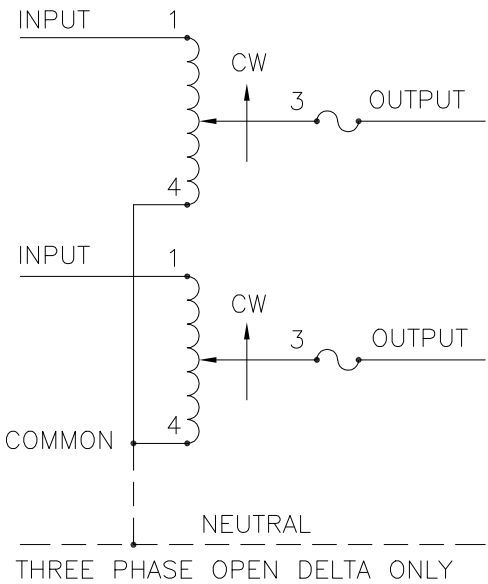 INPUT 1
CW
3 OUTPUT
4
INPUT 1
CW
3 OUTPUT
4
COMMON
NEUTRAL
THREE PHASE OPEN DELTA ONLY